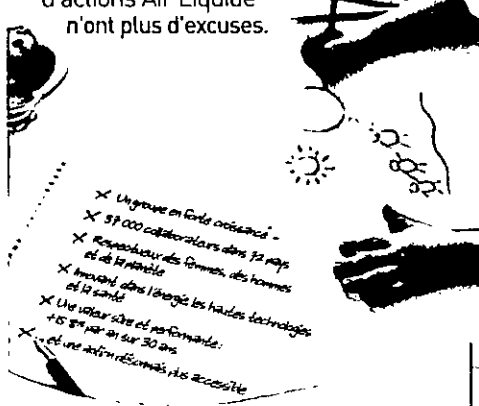 d'actions Air Liquide
n'ont plus d'excuses.
× Un groupe en forte croissance -
× 37 000 collaborateurs dans 72 pays
× Respectueux des femmes, des hommes
et de la planète
× Innovant dans l'énergie, les hautes technologies
et la santé
× Une valeur sûre et performante:
par an sur 30 ans
× et une action désormais plus accessible